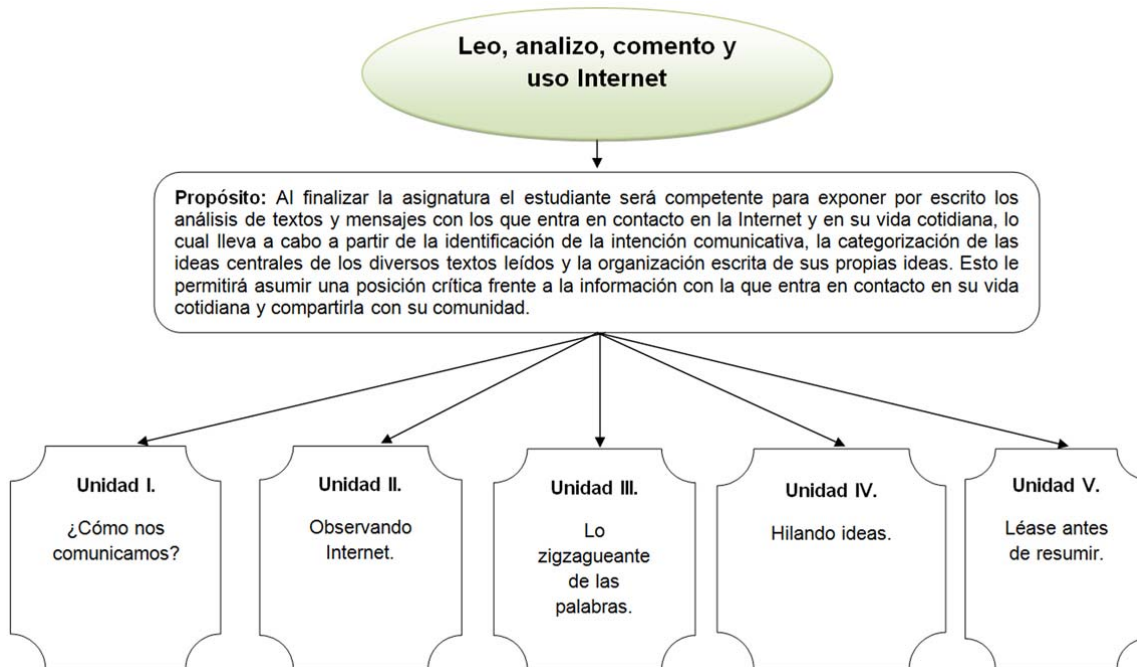 Leo, analizo, comento y
uso Internet
Propósito: Al finalizar la asignatura el estudiante será competente para exponer por escrito los
análisis de textos y mensajes con los que entra en contacto en la Internet y en su vida cotidiana, lo
cual lleva a cabo a partir de la identificación de la intención comunicativa, la categorización de las
ideas centrales de los diversos textos leídos y la organización escrita de sus propias ideas. Esto le
permitirá asumir una posición crítica frente a la información con la que entra en contacto en su vida
cotidiana y compartirla con su comunidad.
Unidad I.
¿Cómo nos
comunicamos?
Unidad II.
Observando
Internet.
Unidad III.
Lo
zigzagueante
de las
palabras.
Unidad IV.
Hilando ideas.
Unidad V.
Léase antes
de resumir.